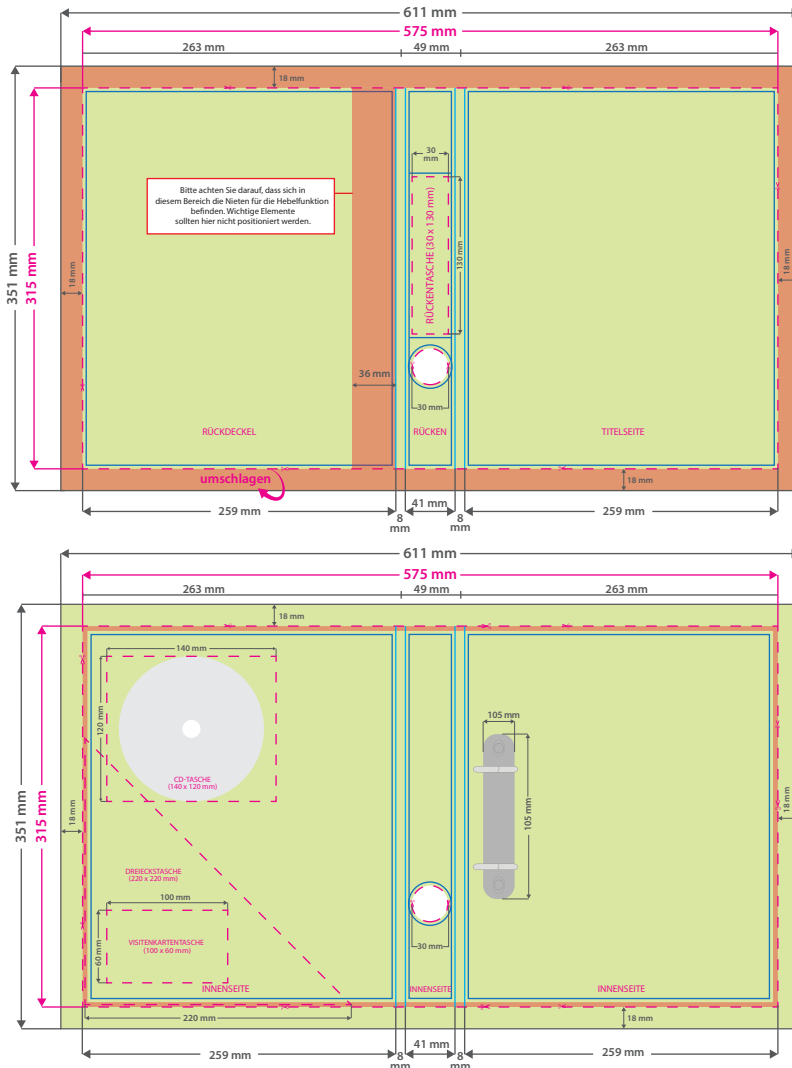 611 mm
575 mm
263 mm
49 mm
263 mm
18 mm
30
mm
Bitte achten Sie darauf, dass sich in
diesem Bereich die Nieten für die Hebelfunktion
befinden. Wichtige Elemente
sollten hier nicht positioniert werden.
RÜCKENTASCHE (30 x 130 mm)
130 mm
351 mm
315 mm
18 mm
18 mm
36 mm
30 mm
RÜCKDECKEL
RÜCKEN
TITELSEITE
umschlagen
18 mm
259 mm
8
mm
41 mm
8
mm
259 mm
611 mm
575 mm
263 mm
49 mm
263 mm
18 mm
140 mm
120 mm
CD-TASCHE
(140 x 120 mm)
105 mm
105 mm
351 mm
315 mm
18 mm
18 mm
DREIECKSTASCHE
(220 x 220 mm)
100 mm
60 mm
VISITENKARTENTASCHE
(100 x 60 mm)
30 mm
INNENSEITE
INNENSEITE
INNENSEITE
220 mm
18 mm
259 mm
8
mm
41 mm
8
mm
259 mm